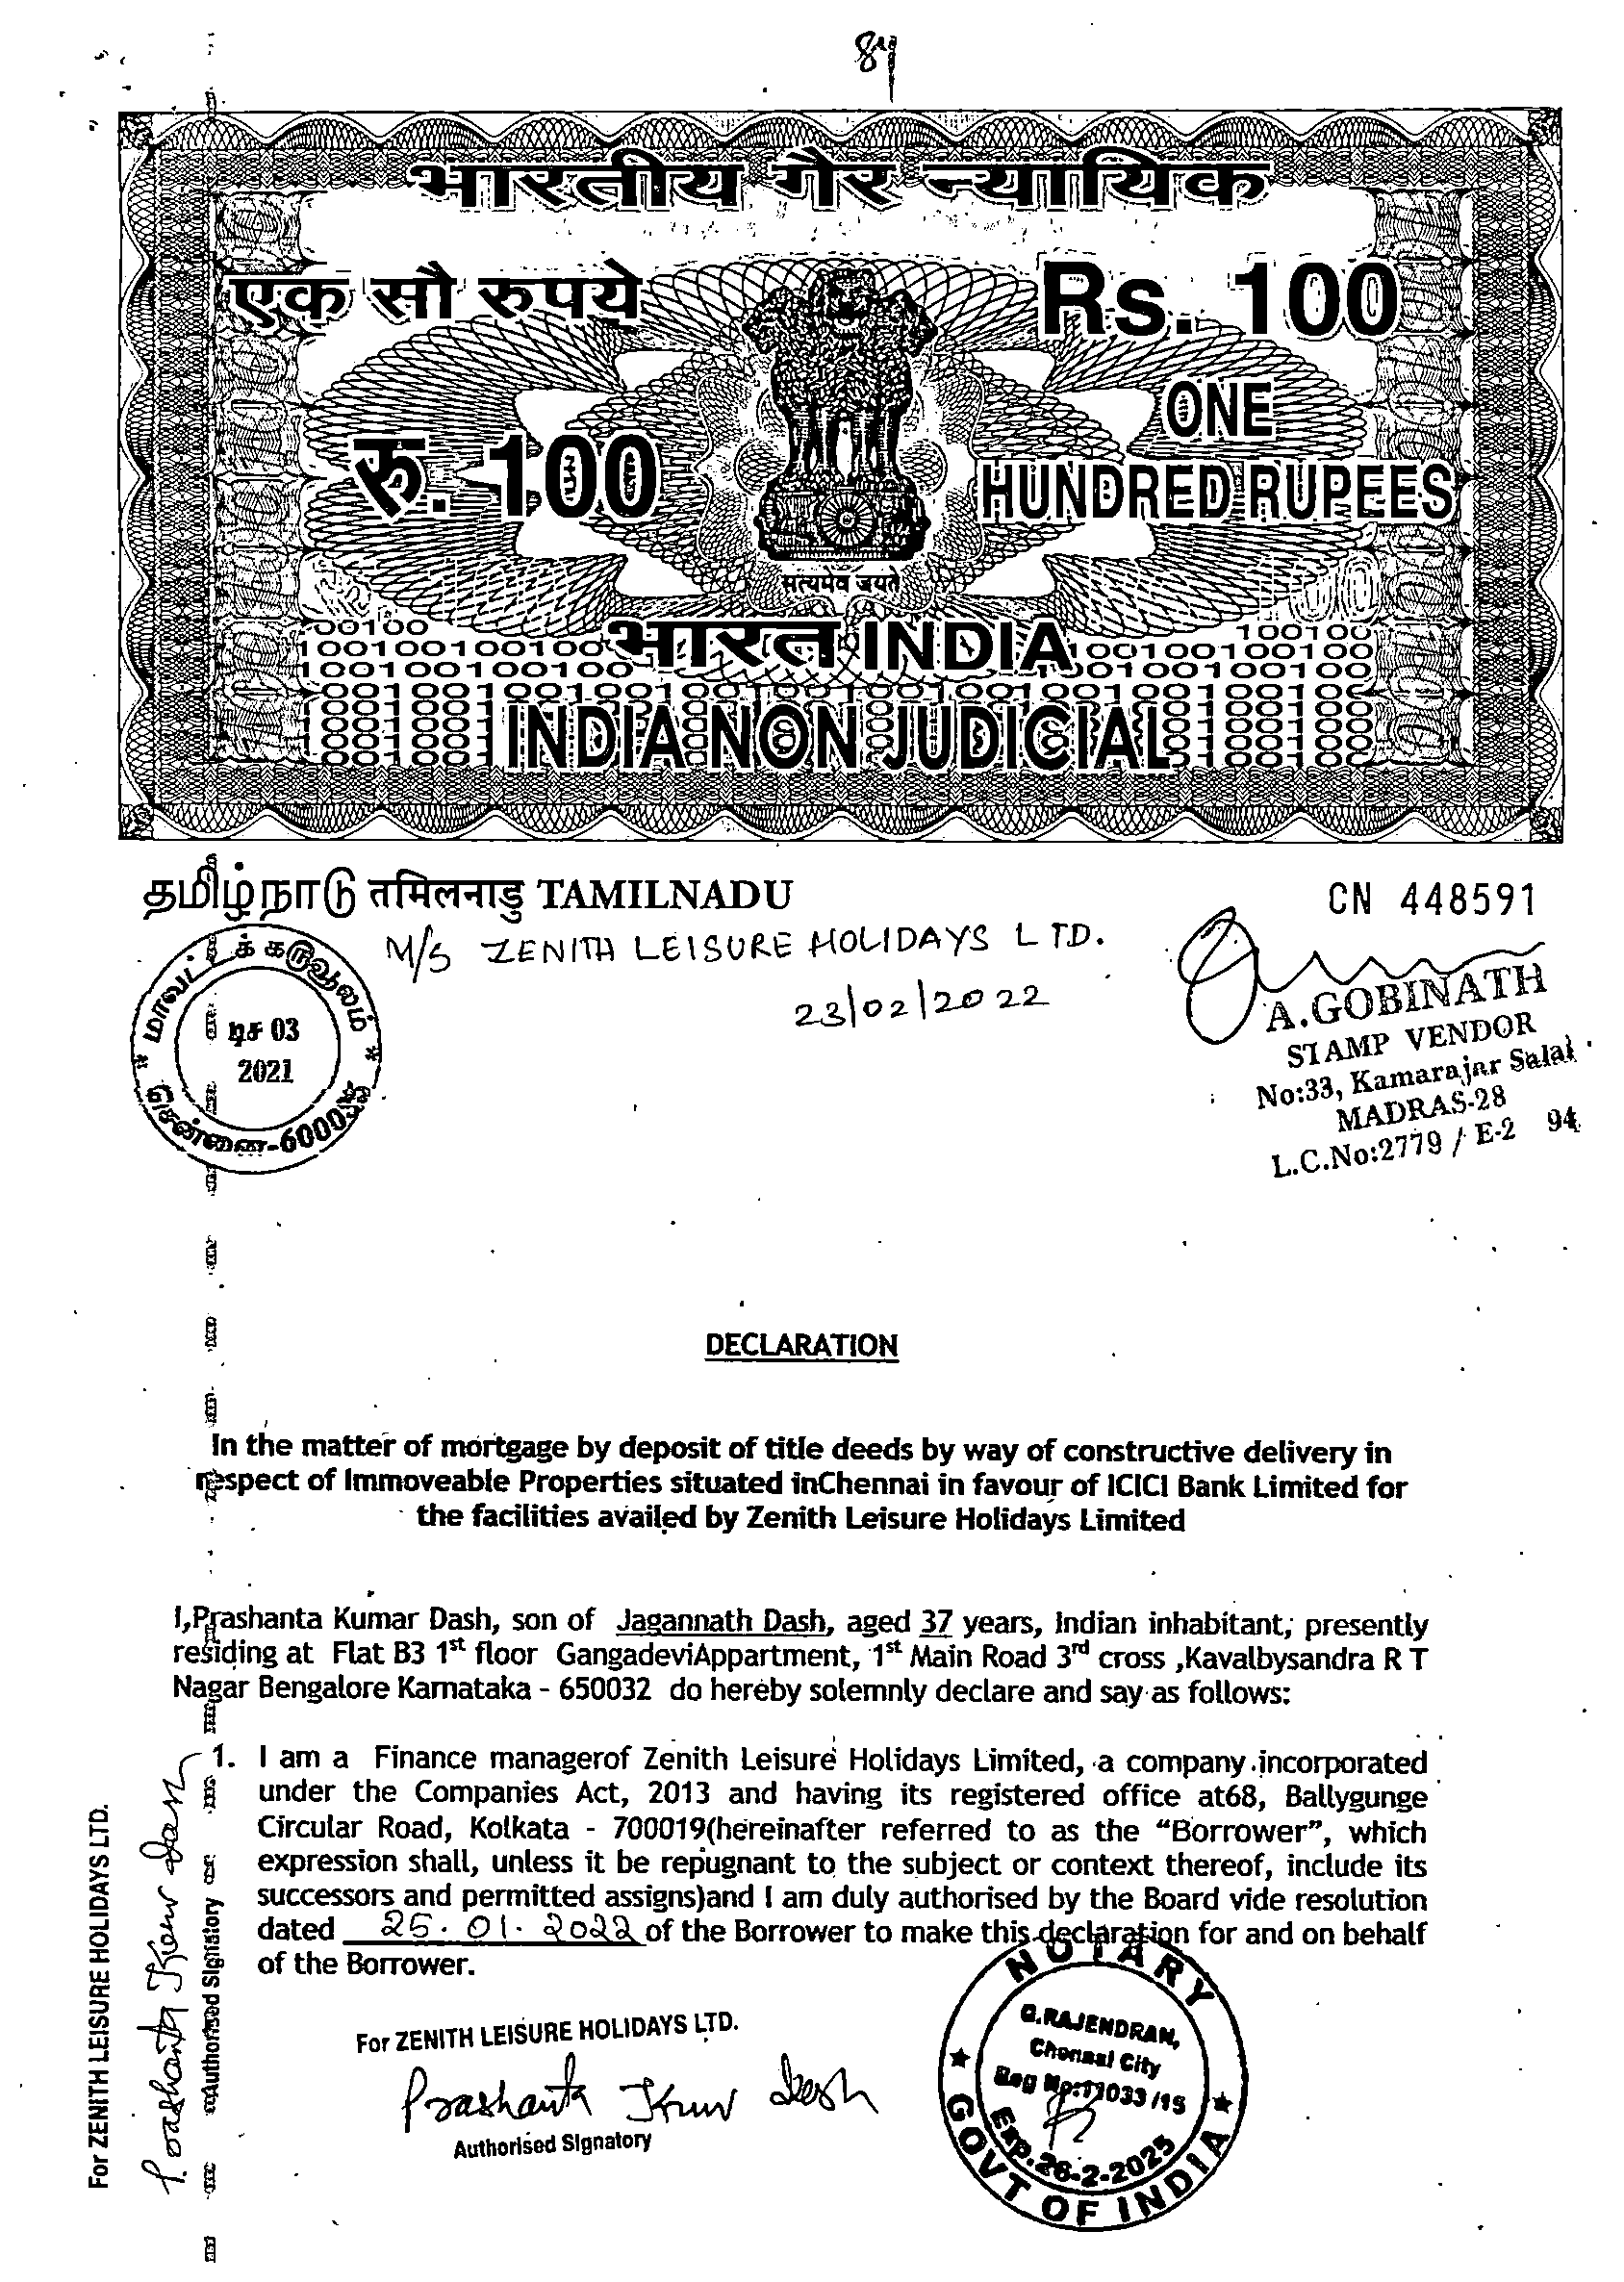 84
भारतीय गैर न्यायिक
एक सौ रुपये
Rs. 100
रु. 100
ONE
HUNDRED RUPEES
सत्यमेव जयते
भारत INDIA
INDIA NON JUDICIAL
தமிழ்நாடு तमिलनाडु TAMILNADU
CN 448591
M/S ZENITH LEISURE HOLIDAYS LTD.
23/02/2022
மாவட்டக் கருவூலம்
டிச 03
2021
சென்னை-6000
A.GOBINATH
STAMP VENDOR
No:33, Kamarajar Salai
MADRAS-28
L.C.No:2779 / E-2 94
DECLARATION
In the matter of mortgage by deposit of title deeds by way of constructive delivery in
respect of Immoveable Properties situated inChennai in favour of ICICI Bank Limited for
the facilities availed by Zenith Leisure Holidays Limited
I,Prashanta Kumar Dash, son of Jagannath Dash, aged 37 years, Indian inhabitant, presently
residing at Flat B3 1st floor GangadeviAppartment, 1st Main Road 3rd cross ,Kavalbysandra R T
Nagar Bengalore Karnataka - 650032 do hereby solemnly declare and say as follows:
1. I am a Finance managerof Zenith Leisure Holidays Limited, a company incorporated
under the Companies Act, 2013 and having its registered office at68, Ballygunge
Circular Road, Kolkata - 700019(hereinafter referred to as the “Borrower”, which
expression shall, unless it be repugnant to the subject or context thereof, include its
successors and permitted assigns)and I am duly authorised by the Board vide resolution
dated 25.01.2022 of the Borrower to make this declaration for and on behalf
of the Borrower.
For ZENITH LEISURE HOLIDAYS LTD.
Prashanta Kumar Dash
Authorised Signatory
For ZENITH LEISURE HOLIDAYS LTD.
Prashanta Kumar Dash
Authorised Signatory
NOTARY
G.RAJENDRAN,
Chennai City
Reg No:11033/15
Exp.26-2-2025
GOVT OF INDIA